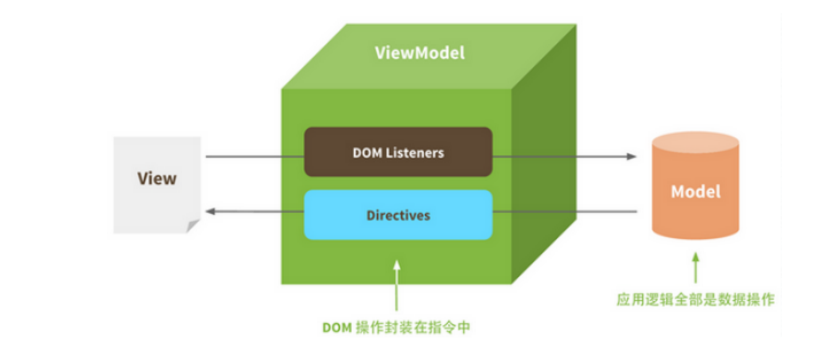 ViewModel
DOM Listeners
View
Model
Directives
应用逻辑全部是数据操作
DOM 操作封装在指令中